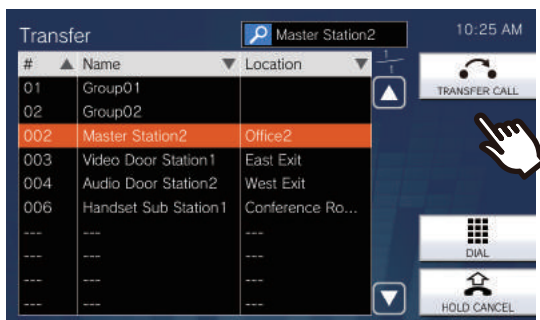 Transfer Master Station2 10:25 AM
# Name Location 1/1
01 Group01
02 Group02
002 Master Station2 Office2
003 Video Door Station1 East Exit
004 Audio Door Station2 West Exit
006 Handset Sub Station1 Conference Ro...
--- --- ---
--- --- ---
--- --- ---
--- --- ---
TRANSFER CALL
DIAL
HOLD CANCEL